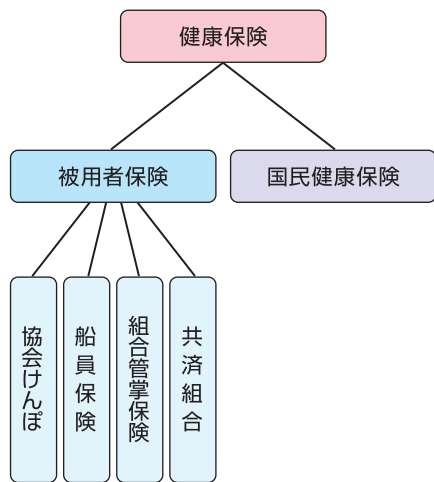 健康保険
被用者保険
国民健康保険
協会けんぽ
船員保険
組合管掌保険
共済組合